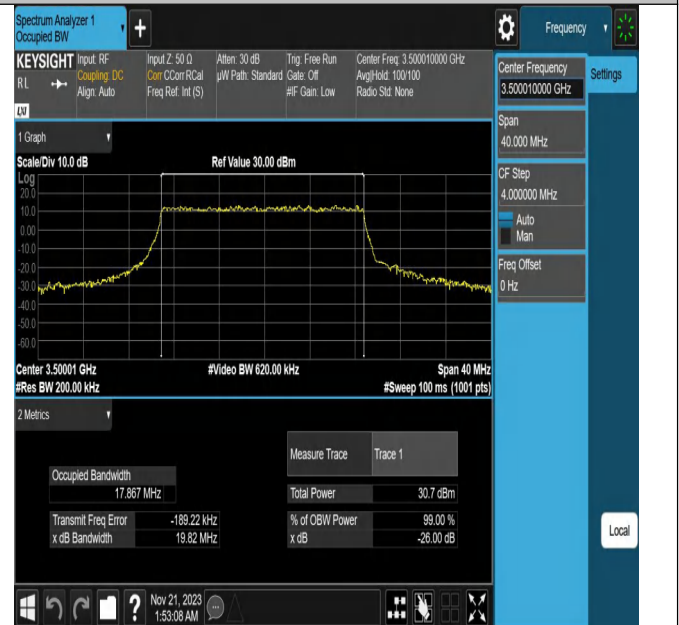 Spectrum Analyzer 1
Occupied BW
+
Frequency
KEYSIGHT
RL
LXI
Input: RF
Coupling: DC
Align: Auto
Input Z: 50 Ω
Corr CCorr RCal
Freq Ref: Int (S)
Atten: 30 dB
µW Path: Standard
Trig: Free Run
Gate: Off
#IF Gain: Low
Center Freq: 3.500010000 GHz
Avg|Hold: 100/100
Radio Std: None
Center Frequency
3.500010000 GHz
Settings
Span
40.000 MHz
CF Step
4.000000 MHz
Auto
Man
Freq Offset
0 Hz
Local
1 Graph
Scale/Div 10.0 dB
Ref Value 30.00 dBm
Log
20.0
10.0
0.00
-10.0
-20.0
-30.0
-40.0
-50.0
-60.0
Center 3.50001 GHz
#Video BW 620.00 kHz
Span 40 MHz
#Res BW 200.00 kHz
#Sweep 100 ms (1001 pts)
2 Metrics
Measure Trace
Trace 1
Occupied Bandwidth
17.867 MHz
Total Power
30.7 dBm
Transmit Freq Error
-189.22 kHz
% of OBW Power
99.00 %
x dB Bandwidth
19.82 MHz
x dB
-26.00 dB
?
Nov 21, 2023
1:53:08 AM